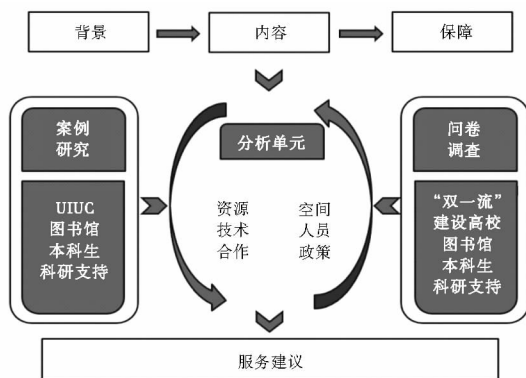 背景
内容
保障
案例
研究
UIUC
图书馆
本科生
科研支持
分析单元
资源 空间
技术 人员
合作 政策
问卷
调查
“双一流”
建设高校
图书馆
本科生
科研支持
服务建议